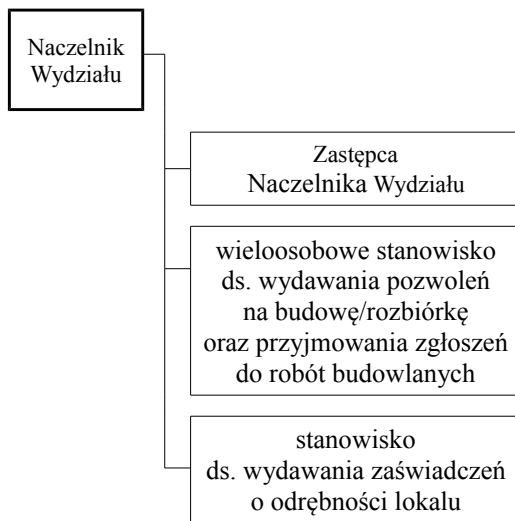 Naczelnik
Wydziału
Zastępca
Naczelnika Wydziału
wieloosobowe stanowisko
ds. wydawania pozwoleń
na budowę/rozbiórkę
oraz przyjmowania zgłoszeń
do robót budowlanych
stanowisko
ds. wydawania zaświadczeń
o odrębności lokalu